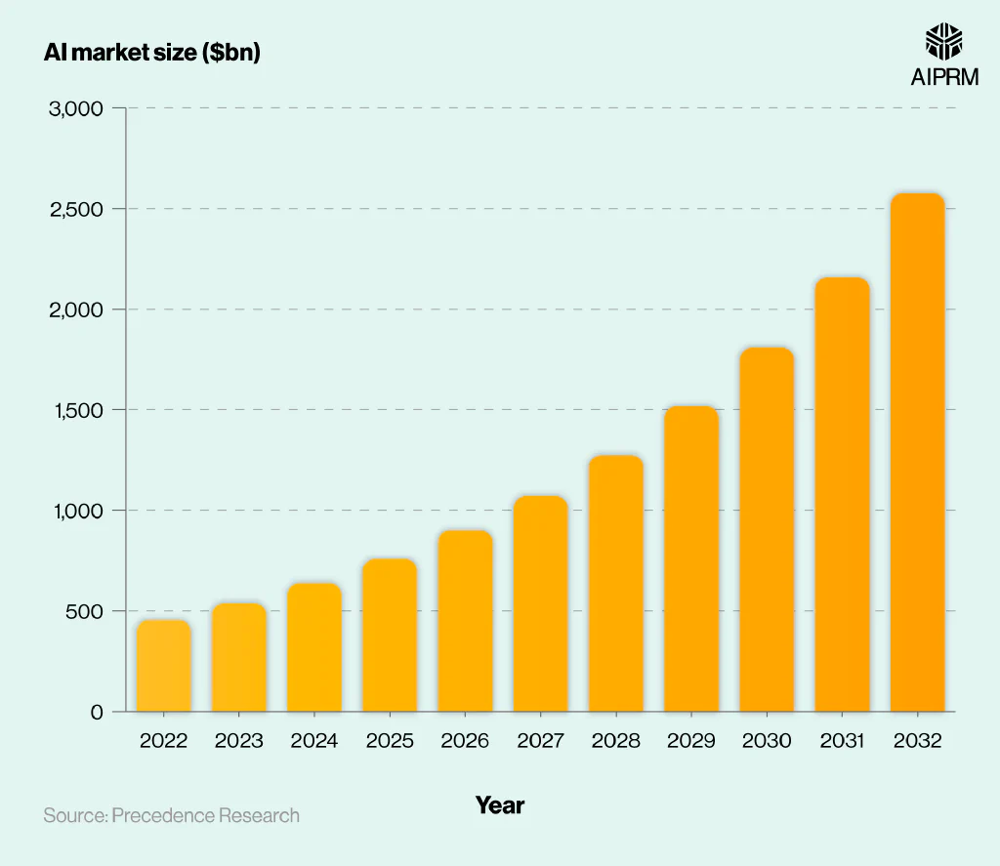 AI market size ($bn)
AIPRM
3,000
2,500
2,000
1,500
1,000
500
0
2022 2023 2024 2025 2026 2027 2028 2029 2030 2031 2032
Year
Source: Precedence Research